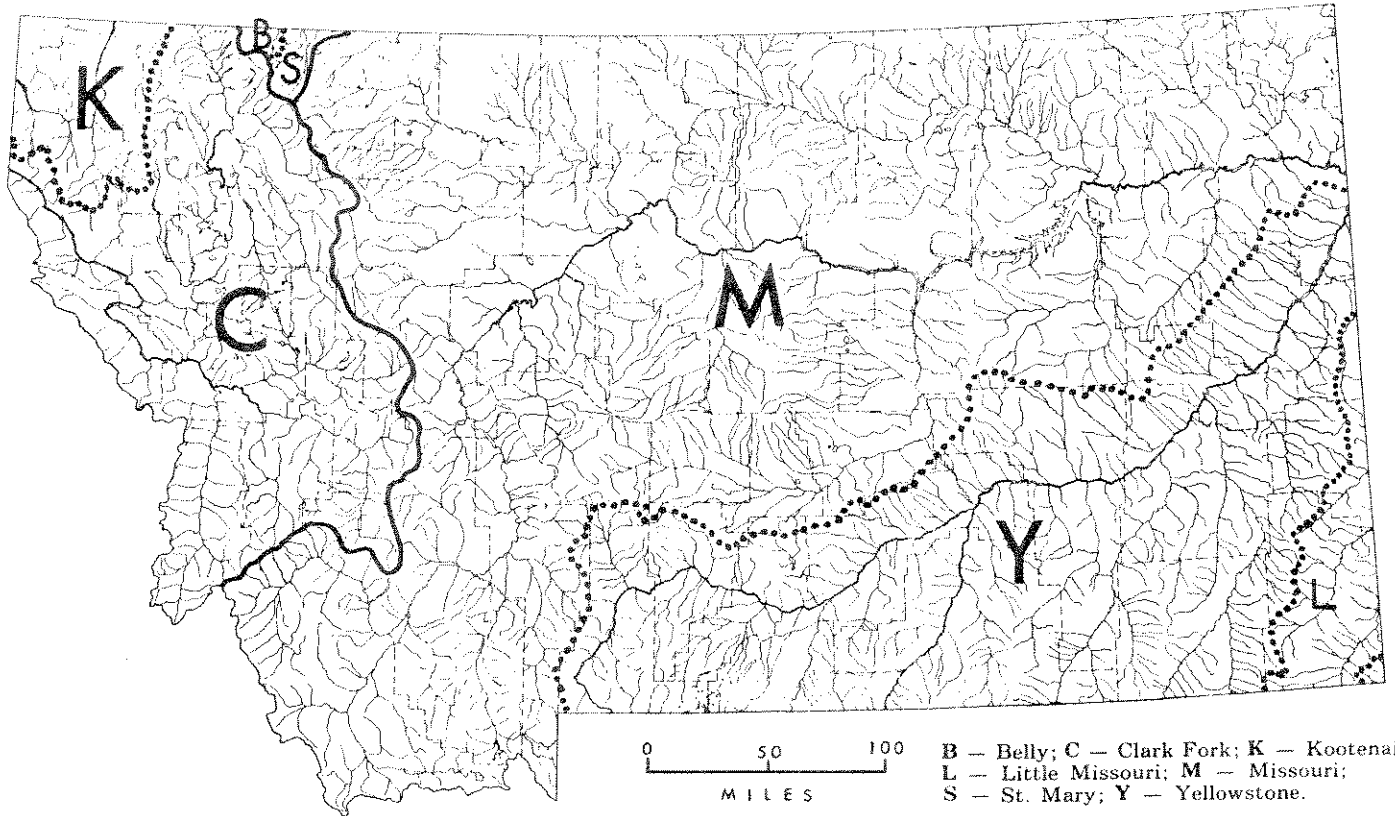 B
S
K
C
M
Y
L
0 50 100
MILES
B — Belly; C — Clark Fork; K — Kootenai
L — Little Missouri; M — Missouri;
S — St. Mary; Y — Yellowstone.